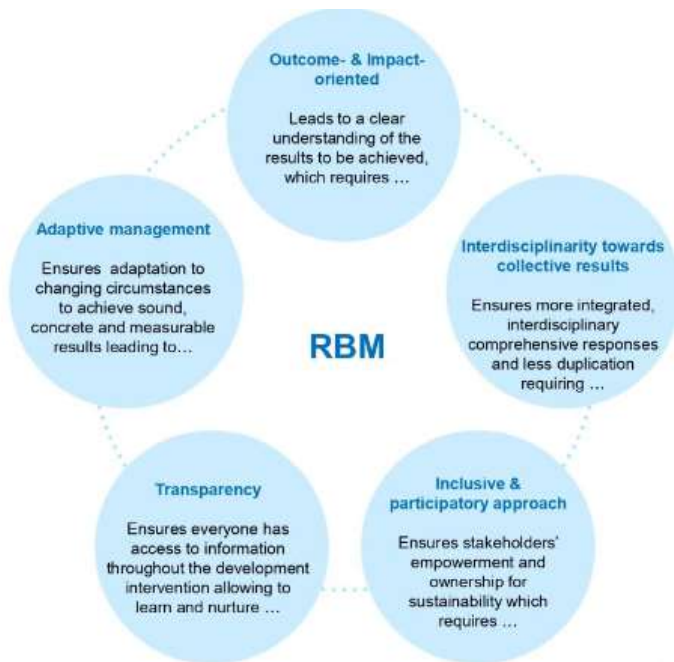 Outcome- & Impact-
oriented
Leads to a clear
understanding of the
results to be achieved,
which requires ...
Interdisciplinarity towards
collective results
Ensures more integrated,
interdisciplinary
comprehensive responses
and less duplication
requiring ...
Inclusive &
participatory approach
Ensures stakeholders'
empowerment and
ownership for
sustainability which
requires ...
Transparency
Ensures everyone has
access to information
throughout the development
intervention allowing to
learn and nurture ...
Adaptive management
Ensures adaptation to
changing circumstances
to achieve sound,
concrete and measurable
results leading to...
RBM